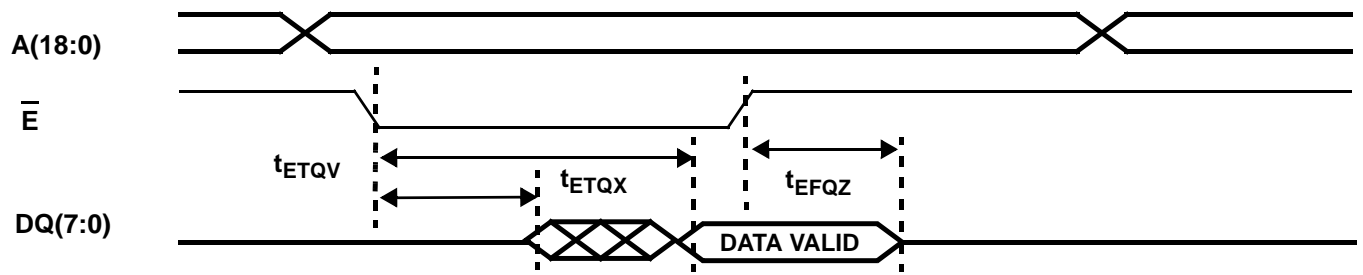 A(18:0)
E
tETQV
tETQX
tEFQZ
DQ(7:0)
DATA VALID